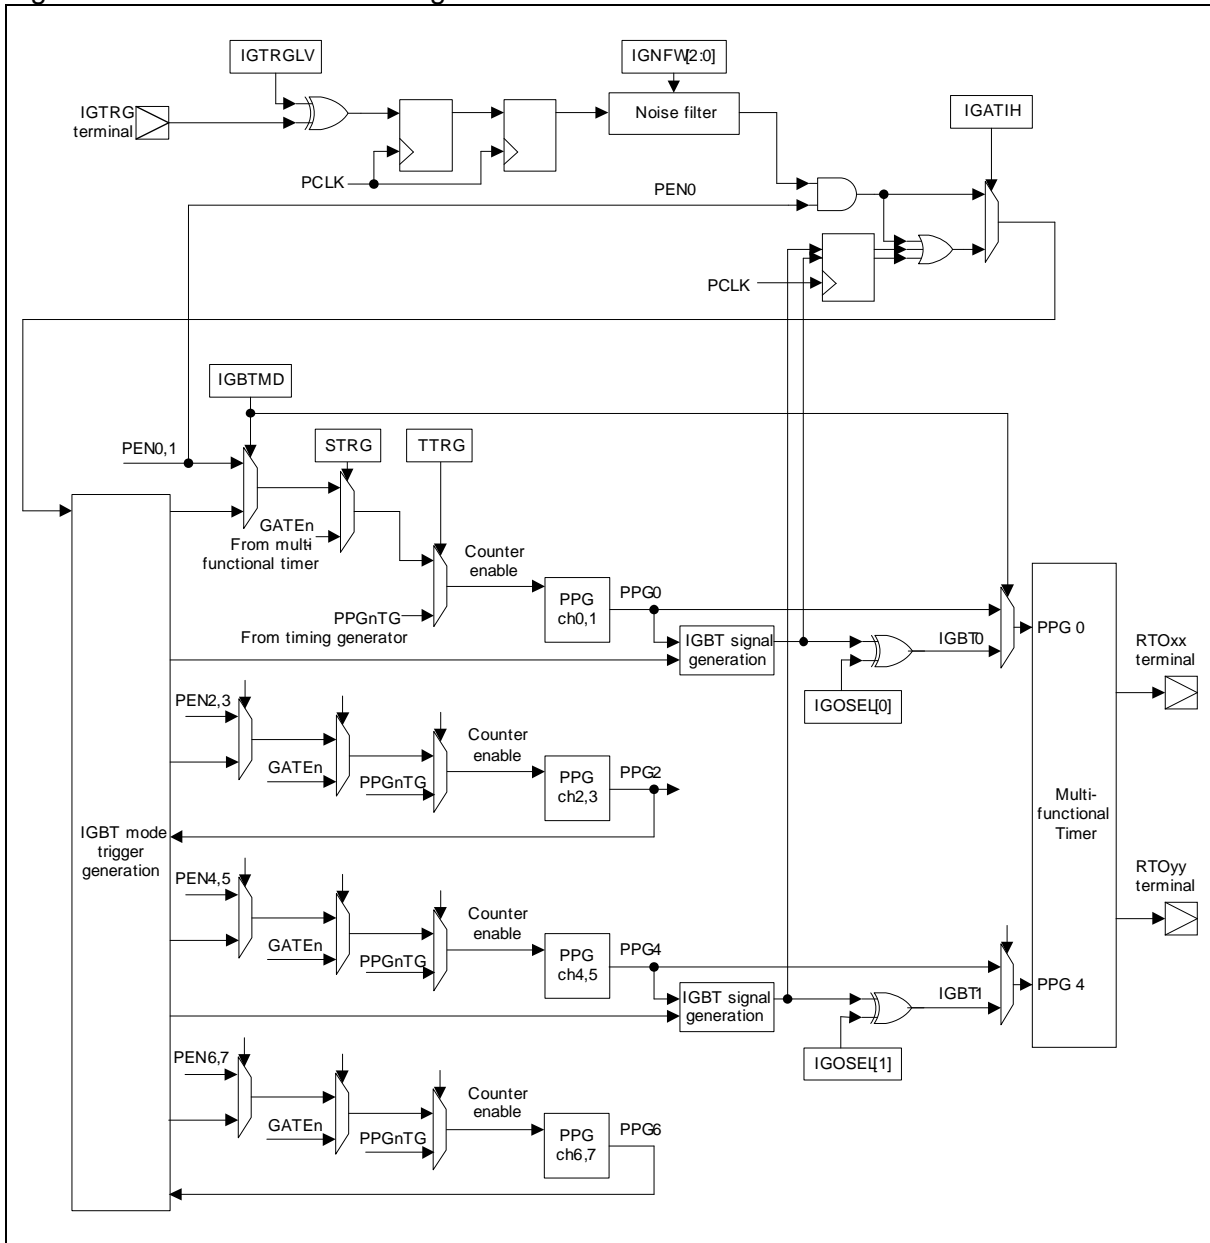 IGTRGLV
IGNFW[2:0]
IGTRG
terminal
Noise filter
IGATIH
PCLK
PEN0
PCLK
IGBTMD
PEN0,1
STRG
TTRG
GATEn
From multi-
functional timer
Counter
enable
PPGnTG
From timing generator
PPG
ch0,1
PPG0
IGBT signal
generation
IGBT0
IGOSEL[0]
PPG 0
RTOxx
terminal
PEN2,3
GATEn
PPGnTG
Counter
enable
PPG
ch2,3
PPG2
Multi-
functional
Timer
IGBT mode
trigger
generation
PEN4,5
GATEn
PPGnTG
Counter
enable
PPG
ch4,5
PPG4
IGBT signal
generation
IGBT1
IGOSEL[1]
PPG 4
RTOyy
terminal
PEN6,7
GATEn
PPGnTG
Counter
enable
PPG
ch6,7
PPG6